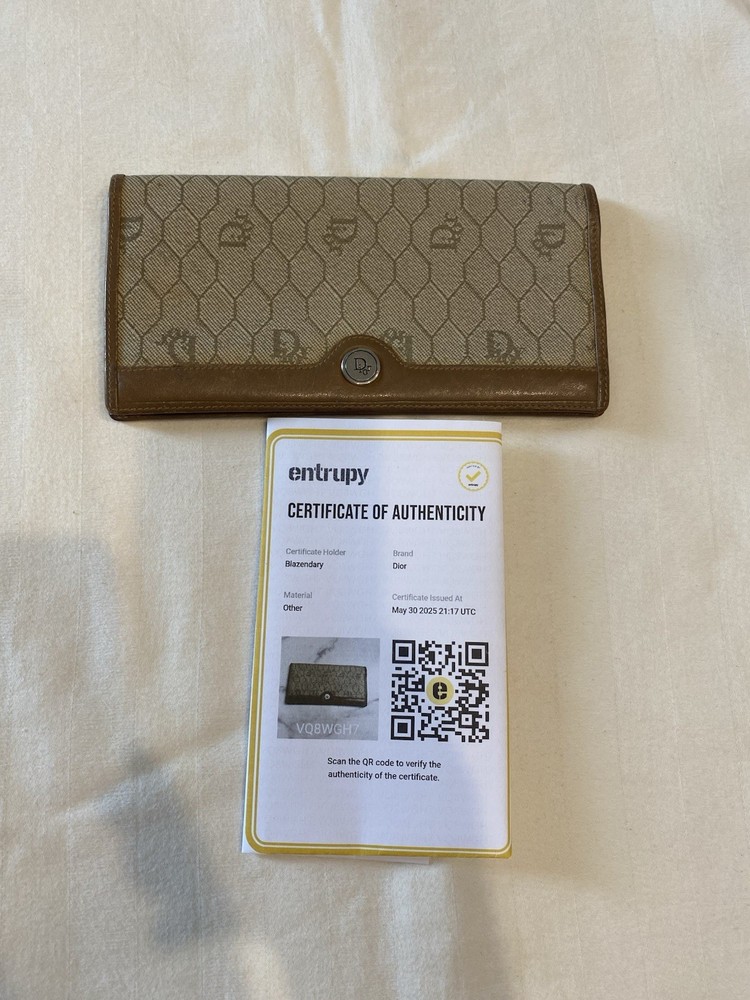 Dior
entrupy
CERTIFICATE OF AUTHENTICITY
Certificate Holder
Blazendary
Brand
Dior
Material
Other
Certificate Issued At
May 30 2025 21:17 UTC
VQ8WGH7
e
Scan the QR code to verify the
authenticity of the certificate.